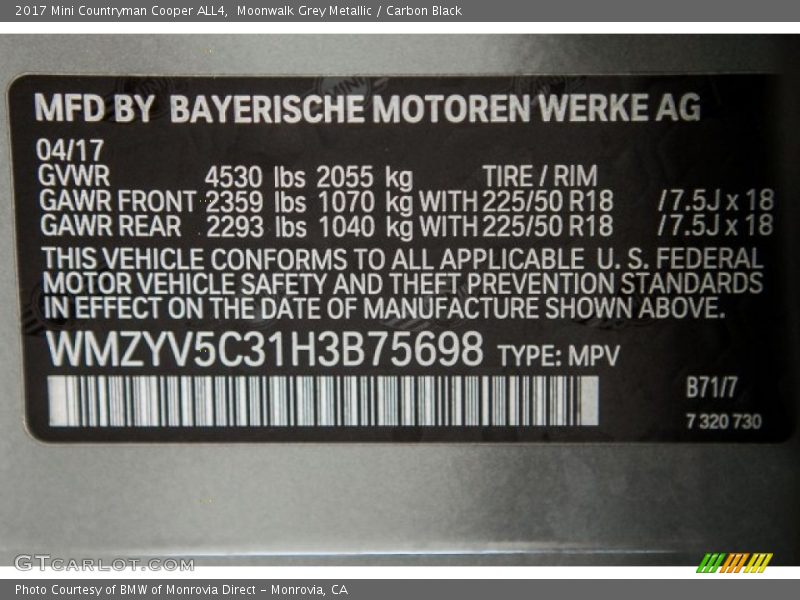 2017 Mini Countryman Cooper ALL4,  Moonwalk Grey Metallic / Carbon Black
MFD BY BAYERISCHE MOTOREN WERKE AG
04/17
GVWR 4530 lbs 2055 kg TIRE / RIM
GAWR FRONT 2359 lbs 1070 kg WITH 225/50 R18 /7.5J x 18
GAWR REAR 2293 lbs 1040 kg WITH 225/50 R18 /7.5J x 18
THIS VEHICLE CONFORMS TO ALL APPLICABLE U. S. FEDERAL
MOTOR VEHICLE SAFETY AND THEFT PREVENTION STANDARDS
IN EFFECT ON THE DATE OF MANUFACTURE SHOWN ABOVE.
WMZYV5C31H3B75698 TYPE: MPV
B71/7
7 320 730
GTcarlot.com
Photo Courtesy of BMW of Monrovia Direct – Monrovia, CA